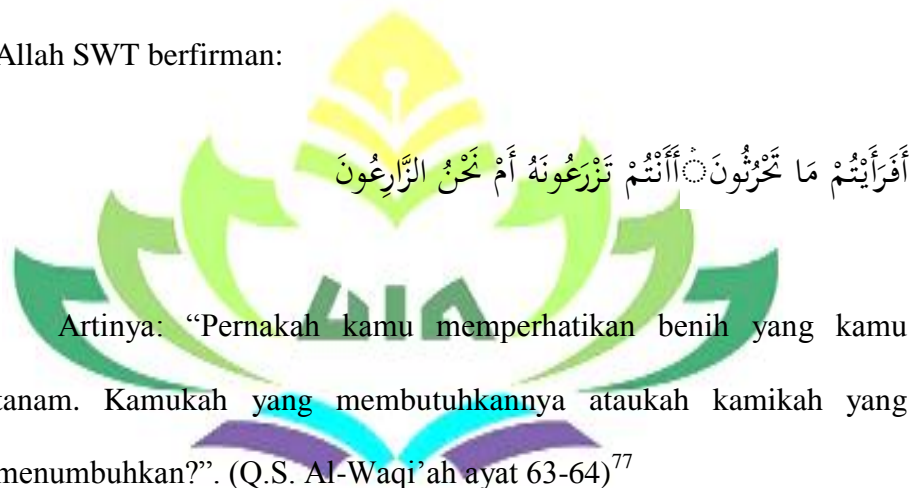 Allah SWT berfirman:
أَفَرَأَيْتُمْ مَا تَحْرُثُونَ أَأَنْتُمْ تَزْرَعُونَهُ أَمْ نَحْنُ الزَّارِعُونَ
UIN
Artinya: “Pernakah kamu memperhatikan benih yang kamu
tanam. Kamukah yang membutuhkannya ataukah kamikah yang
menumbuhkan?”. (Q.S. Al-Waqi’ah ayat 63-64)77